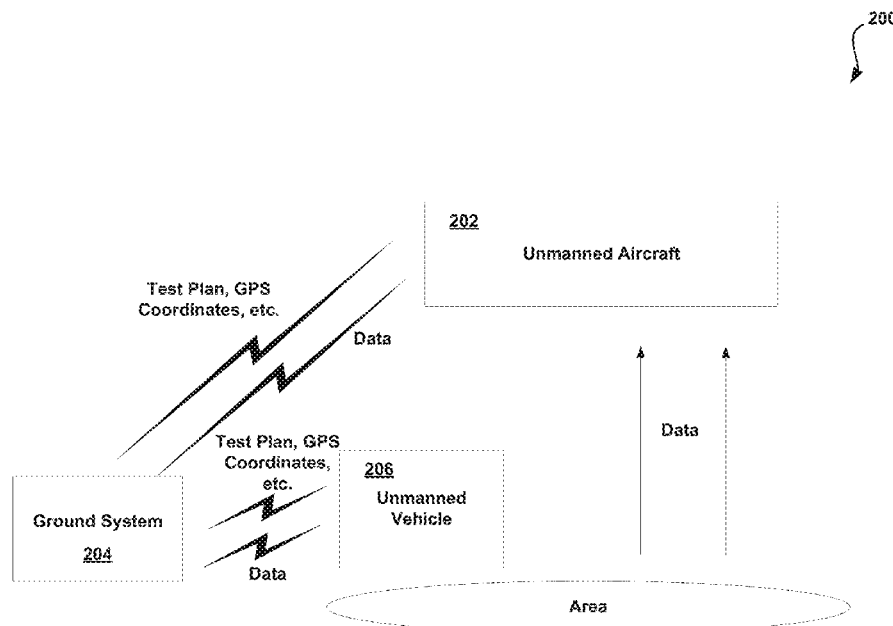 200
202
Unmanned Aircraft
Test Plan, GPS
Coordinates, etc.
Data
Data
Test Plan, GPS
Coordinates,
etc.
206
Unmanned
Vehicle
Ground System
204
Data
Area